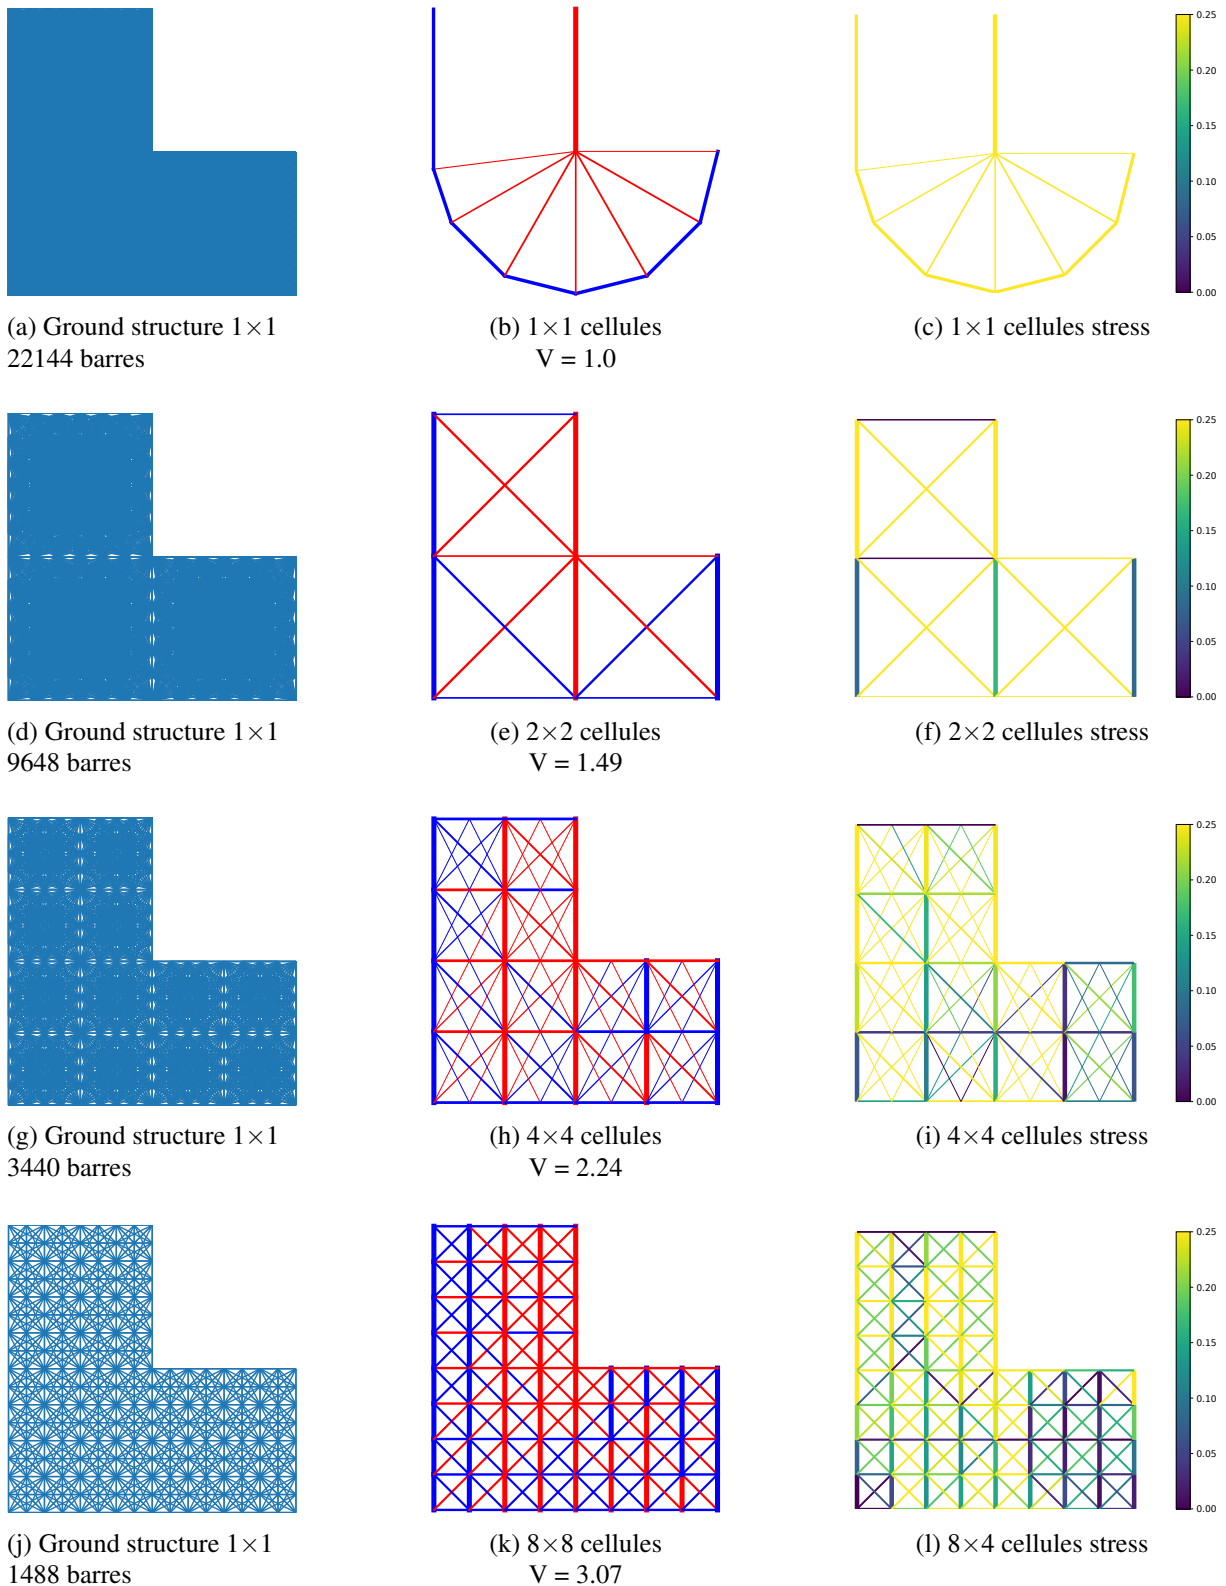 0.25
0.20
0.15
0.10
0.05
0.00
(a) Ground structure 1×1
22144 barres
(b) 1×1 cellules
V = 1.0
(c) 1×1 cellules stress
0.25
0.20
0.15
0.10
0.05
0.00
(d) Ground structure 1×1
9648 barres
(e) 2×2 cellules
V = 1.49
(f) 2×2 cellules stress
0.25
0.20
0.15
0.10
0.05
0.00
(g) Ground structure 1×1
3440 barres
(h) 4×4 cellules
V = 2.24
(i) 4×4 cellules stress
0.25
0.20
0.15
0.10
0.05
0.00
(j) Ground structure 1×1
1488 barres
(k) 8×8 cellules
V = 3.07
(l) 8×4 cellules stress